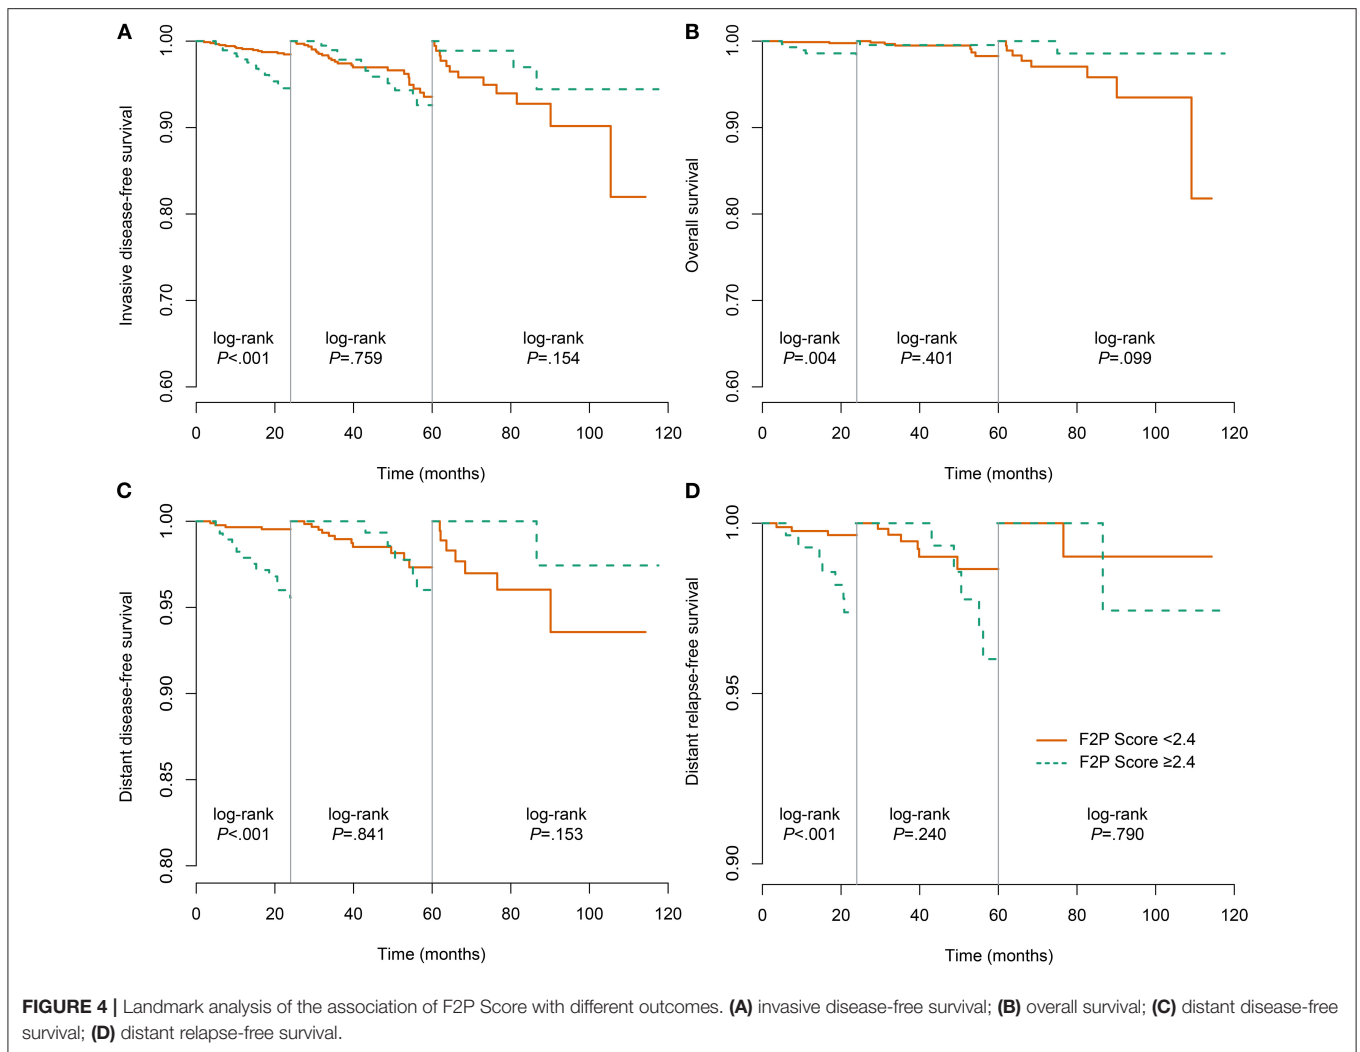 A
1.00
0.90
0.80
0.70
0.60
Invasive disease-free survival
log-rank
P<.001
log-rank
P=.759
log-rank
P=.154
0 20 40 60 80 100 120
Time (months)
B
1.00
0.90
0.80
0.70
0.60
Overall survival
log-rank
P=.004
log-rank
P=.401
log-rank
P=.099
0 20 40 60 80 100 120
Time (months)
C
1.00
0.95
0.90
0.85
0.80
Distant disease-free survival
log-rank
P<.001
log-rank
P=.841
log-rank
P=.153
0 20 40 60 80 100 120
Time (months)
D
1.00
0.95
0.90
Distant relapse-free survival
F2P Score <2.4
F2P Score ≥2.4
log-rank
P<.001
log-rank
P=.240
log-rank
P=.790
0 20 40 60 80 100 120
Time (months)
FIGURE 4 | Landmark analysis of the association of F2P Score with different outcomes. (A) invasive disease-free survival; (B) overall survival; (C) distant disease-free
survival; (D) distant relapse-free survival.